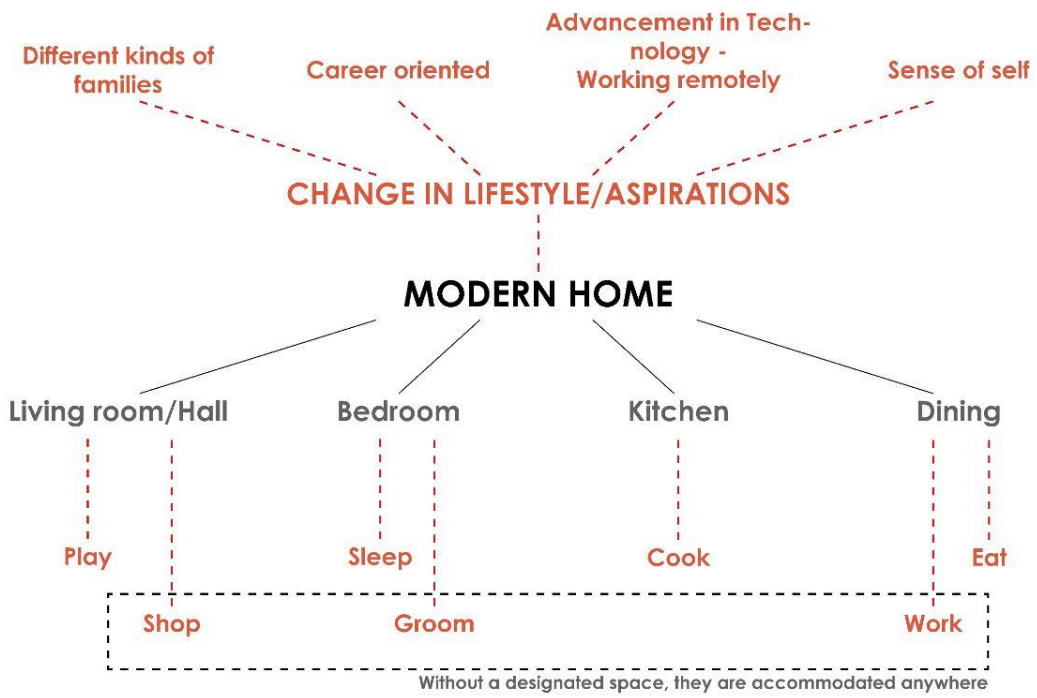 Different kinds of
families
Career oriented
Advancement in Tech-
nology -
Working remotely
Sense of self
CHANGE IN LIFESTYLE/ASPIRATIONS
MODERN HOME
Living room/Hall
Bedroom
Kitchen
Dining
Play
Sleep
Cook
Eat
Shop
Groom
Work
Without a designated space, they are accommodated anywhere